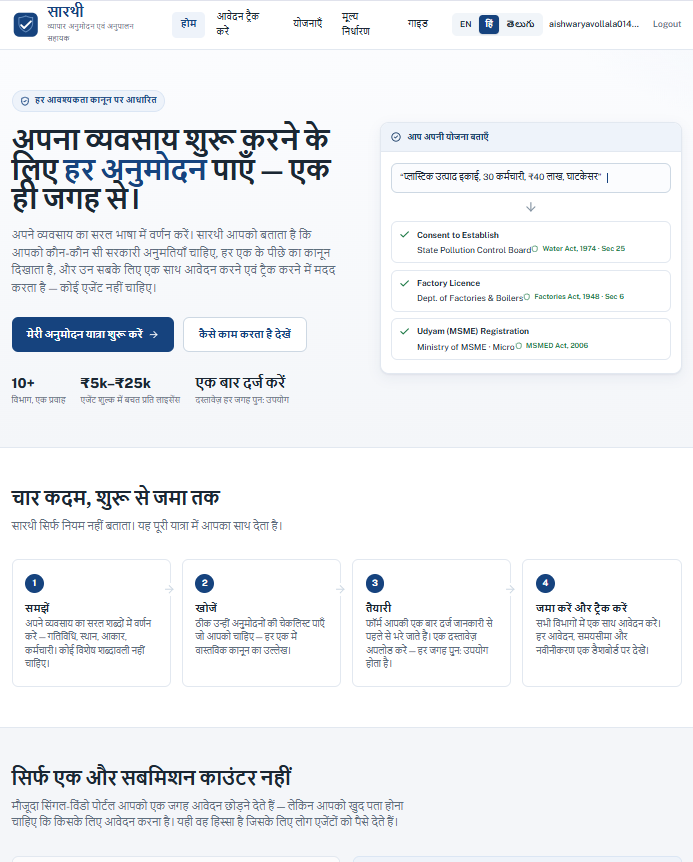 सारथी
व्यापार अनुमोदन एवं अनुपालन
सहायक
होम
आवेदन ट्रैक
करें
योजनाएँ
मूल्य
निर्धारण
गाइड
EN
हिं
తెలుగు
aishwaryavollala014...
Logout
हर आवश्यकता कानून पर आधारित
अपना व्यवसाय शुरू करने के
लिए हर अनुमोदन पाएँ — एक
ही जगह से।
अपने व्यवसाय का सरल भाषा में वर्णन करें। सारथी आपको बताता है कि
आपको कौन-कौन सी सरकारी अनुमतियाँ चाहिए, हर एक के पीछे का कानून
दिखाता है, और उन सबके लिए एक साथ आवेदन करने एवं ट्रैक करने में मदद
करता है — कोई एजेंट नहीं चाहिए।
मेरी अनुमोदन यात्रा शुरू करें →
कैसे काम करता है देखें
10+
विभाग, एक प्रवाह
₹5k–₹25k
एजेंट शुल्क में बचत प्रति लाइसेंस
एक बार दर्ज करें
दस्तावेज़ हर जगह पुन: उपयोग
आप अपनी योजना बताएँ
“प्लास्टिक उत्पाद इकाई, 30 कर्मचारी, ₹40 लाख, घाटकेसर”
Consent to Establish
State Pollution Control Board Water Act, 1974 · Sec 25
Factory Licence
Dept. of Factories & Boilers Factories Act, 1948 · Sec 6
Udyam (MSME) Registration
Ministry of MSME · Micro MSMED Act, 2006
चार कदम, शुरू से जमा तक
सारथी सिर्फ नियम नहीं बताता। यह पूरी यात्रा में आपका साथ देता है।
1
समझें
अपने व्यवसाय का सरल शब्दों में वर्णन
करें — गतिविधि, स्थान, आकार,
कर्मचारी। कोई विशेष शब्दावली नहीं
चाहिए।
2
खोजें
ठीक उन्हीं अनुमोदनों की चेकलिस्ट पाएँ
जो आपको चाहिए — हर एक में
वास्तविक कानून का उल्लेख।
3
तैयारी
फ़ॉर्म आपकी एक बार दर्ज जानकारी से
पहले से भर जाते हैं। एक दस्तावेज़
अपलोड करें — हर जगह पुन: उपयोग
होता है।
4
जमा करें और ट्रैक करें
सभी विभागों में एक साथ आवेदन करें।
हर आवेदन, समयसीमा और
नवीनीकरण एक डैशबोर्ड पर देखें।
सिर्फ एक और सबमिशन काउंटर नहीं
मौजूदा सिंगल-विंडो पोर्टल आपको एक जगह आवेदन छोड़ने देते हैं — लेकिन आपको खुद पता होना
चाहिए कि किसके लिए आवेदन करना है। यही वह हिस्सा है जिसके लिए लोग एजेंटों को पैसे देते हैं।